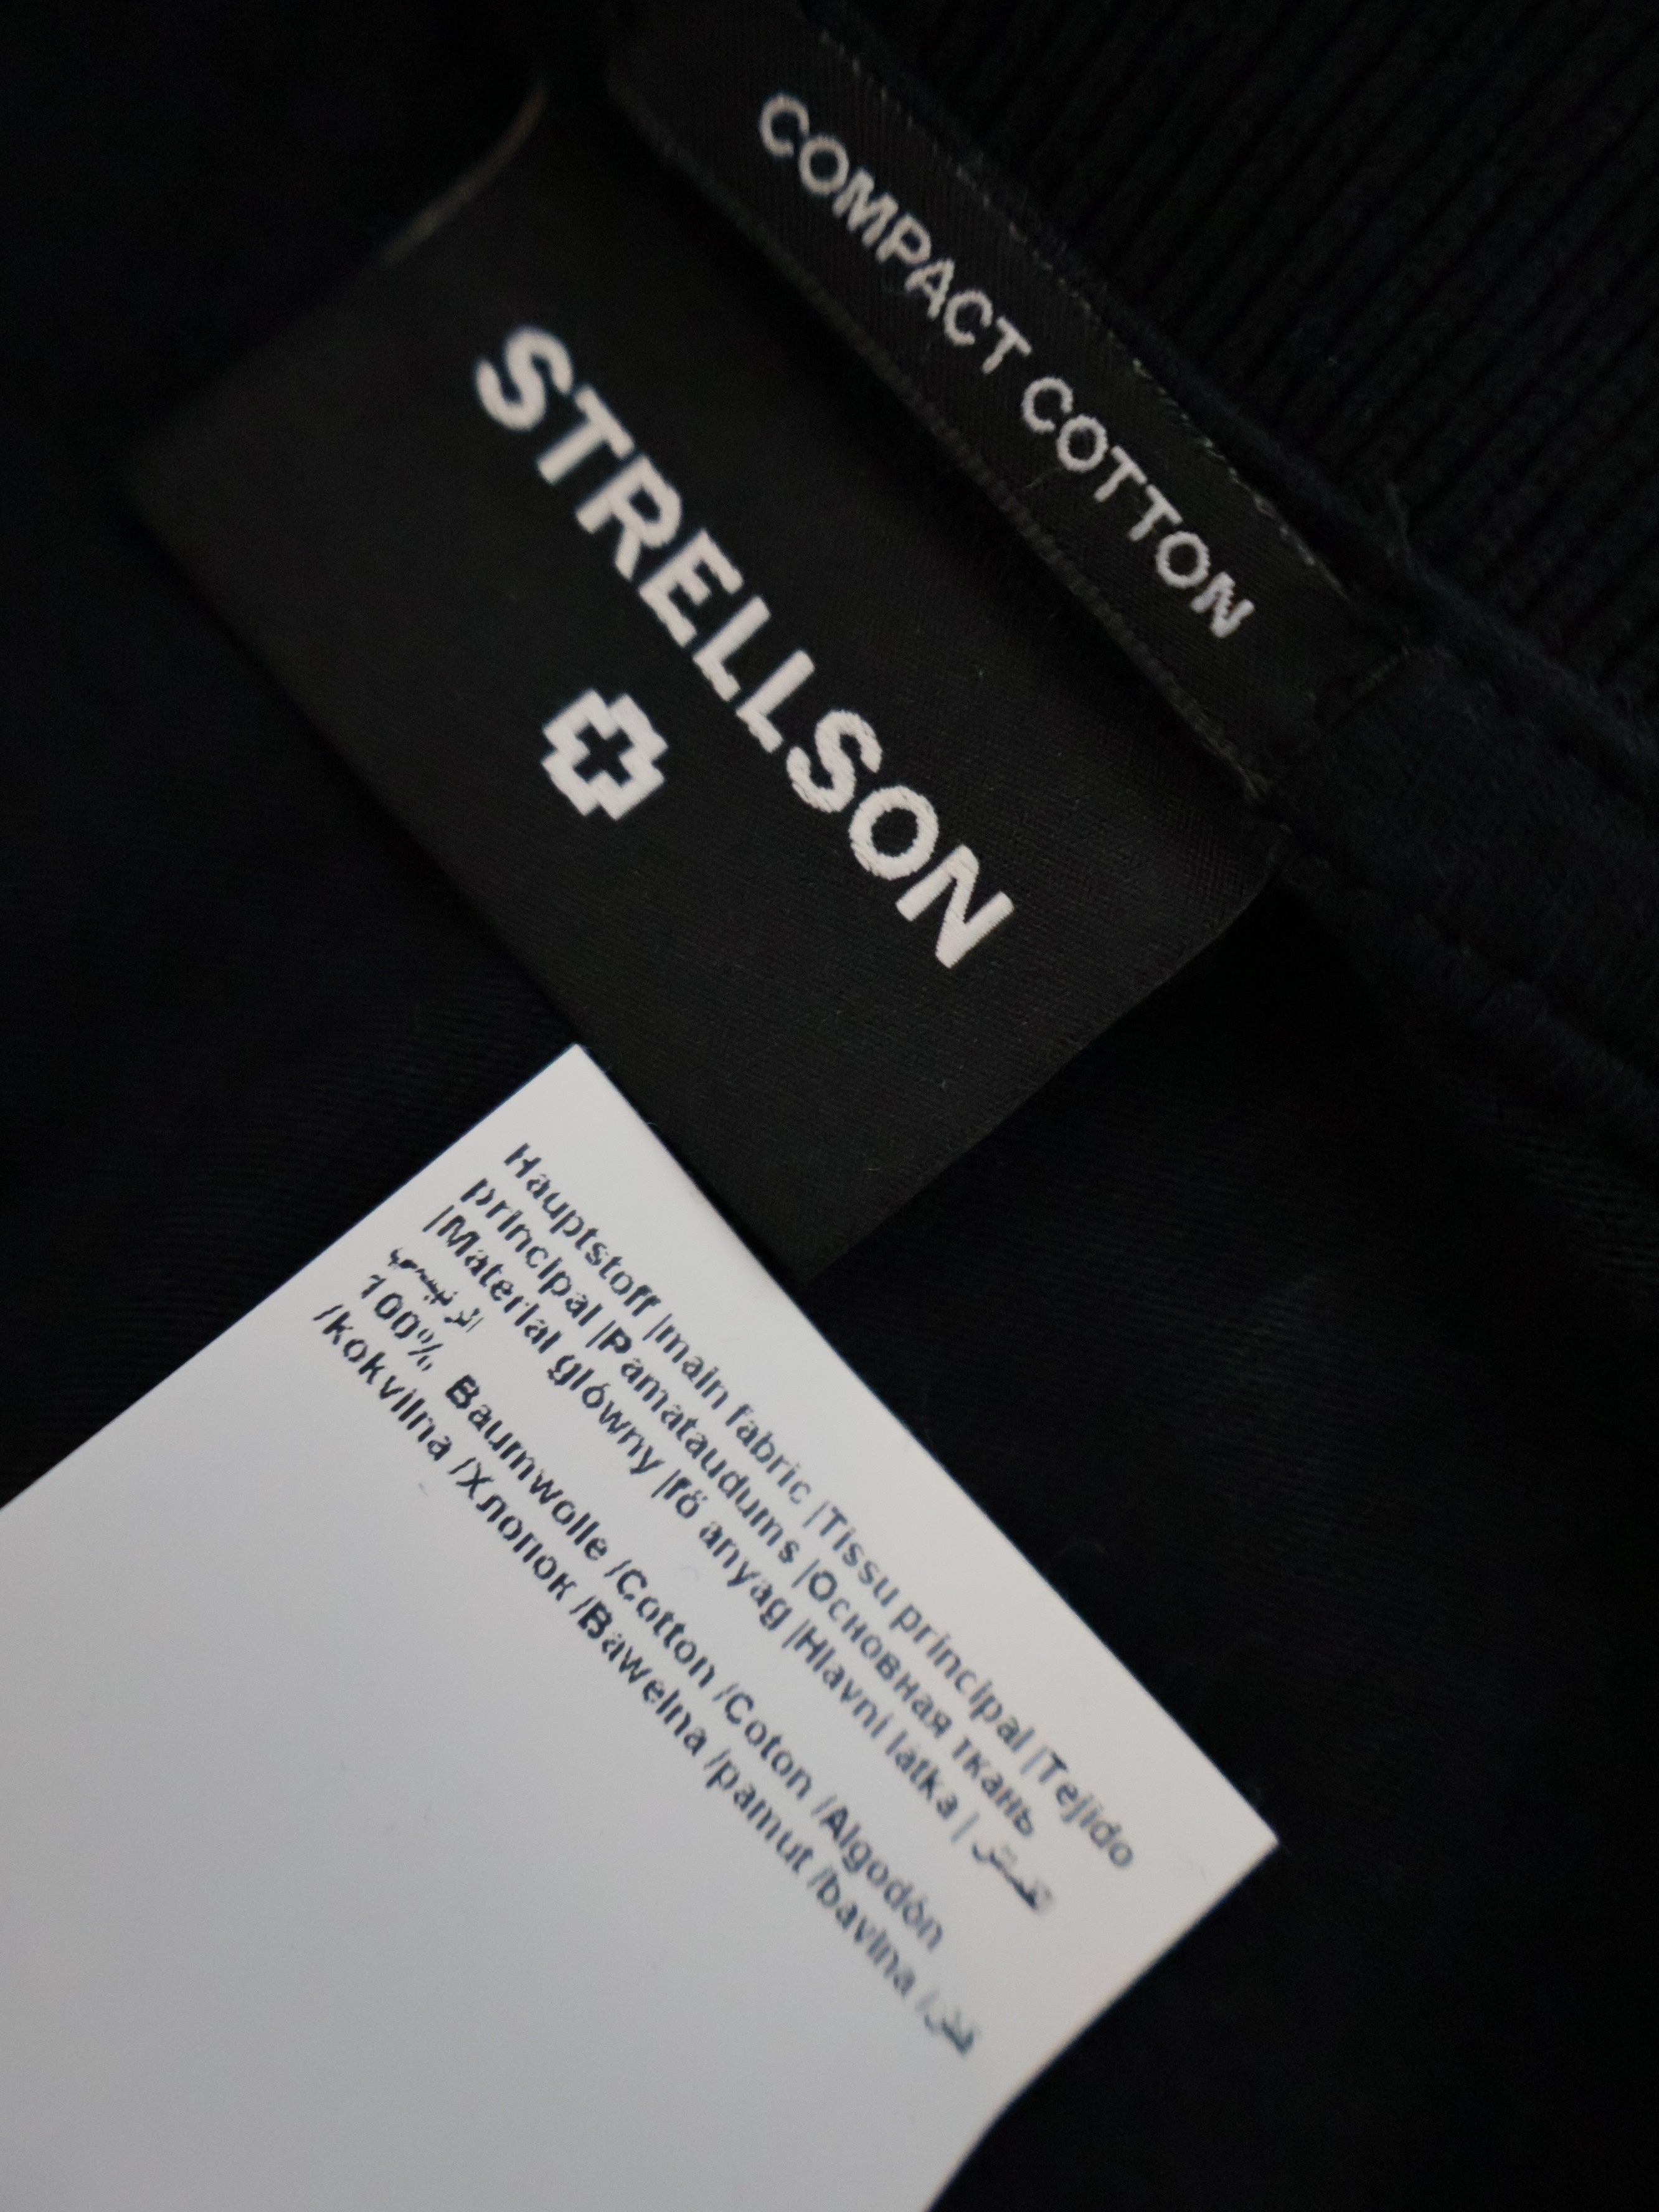 COMPACT COTTON
STRELLSON
Hauptstoff |main fabric |Tissu principal |Tejido
principal |Pamataudums |Основная ткань
|Materiał główny |fő anyag |Hlavní látka |
100% Baumwolle /Cotton /Coton /Algodón
/kokvilna /Хлопок /Bawełna /pamut /bavlna /